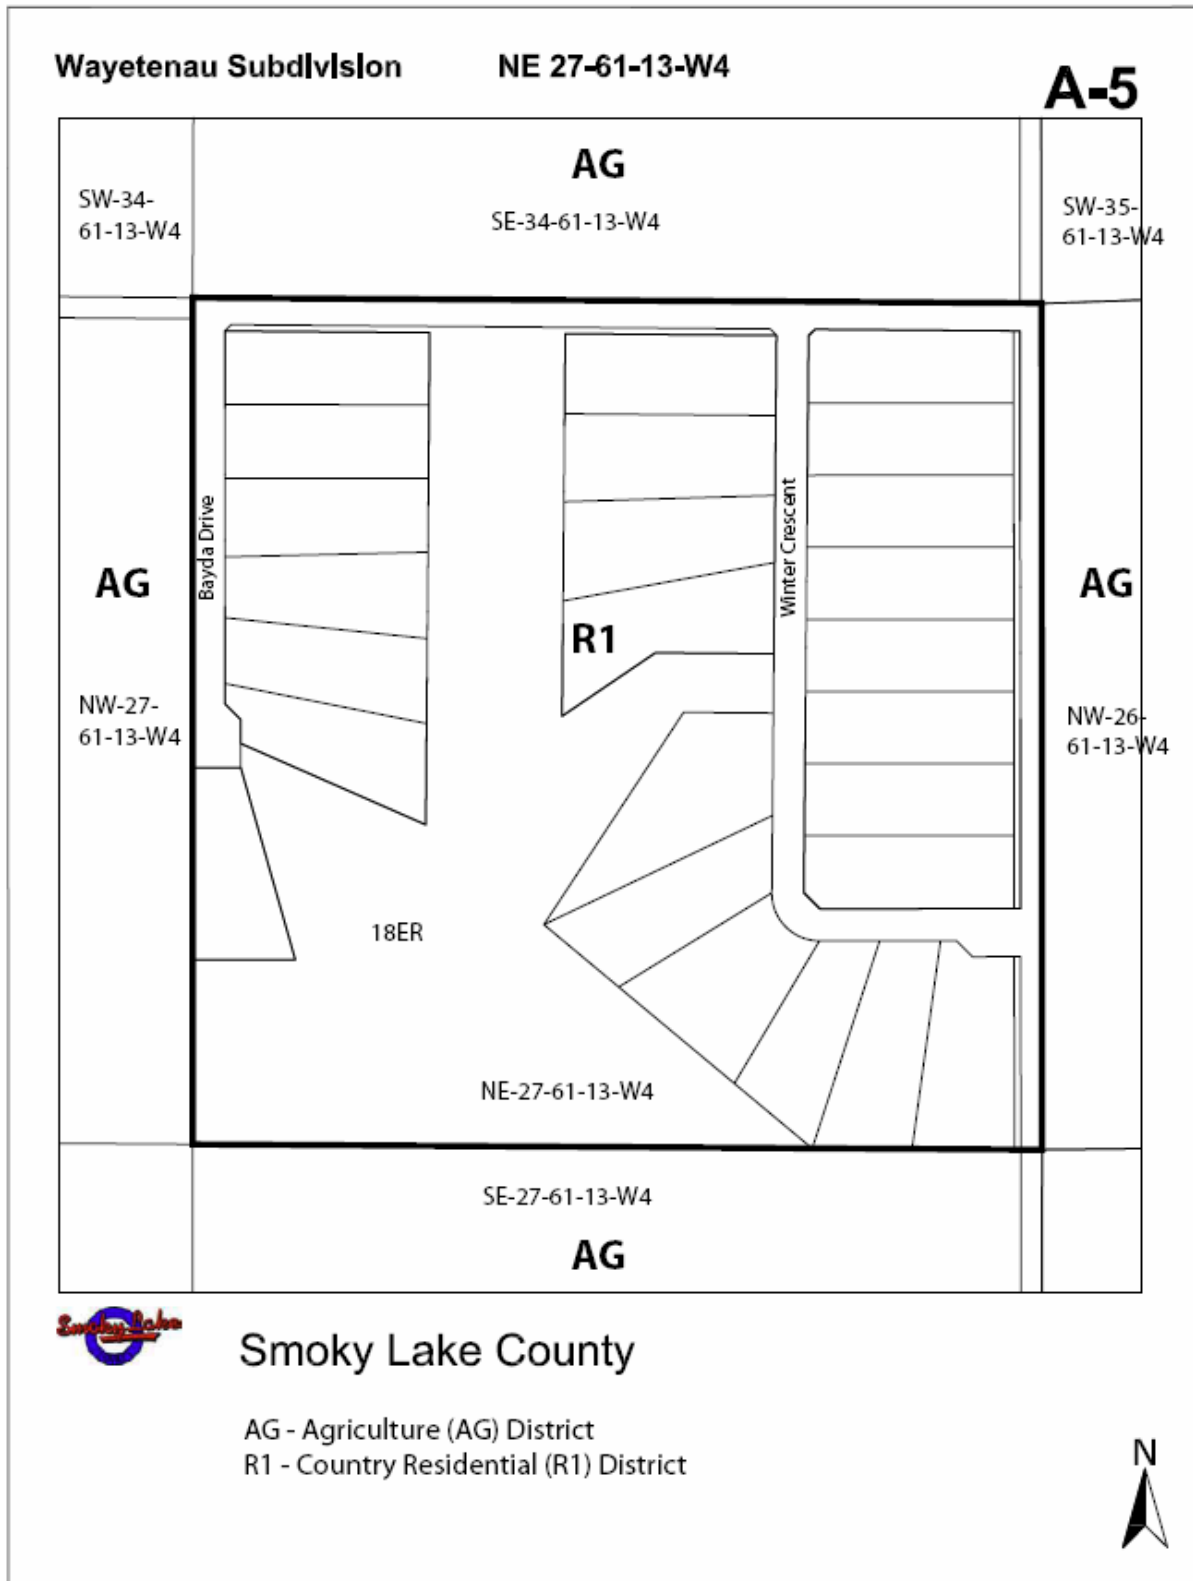 Wayetenau Subdivision NE 27-61-13-W4
A-5
AG
SW-34-
61-13-W4
SE-34-61-13-W4
SW-35-
61-13-W4
Bayda Drive
Winter Crescent
AG
AG
R1
NW-27-
61-13-W4
NW-26-
61-13-W4
18ER
NE-27-61-13-W4
SE-27-61-13-W4
AG
Smoky Lake
Smoky Lake County
AG - Agriculture (AG) District
R1 - Country Residential (R1) District
N